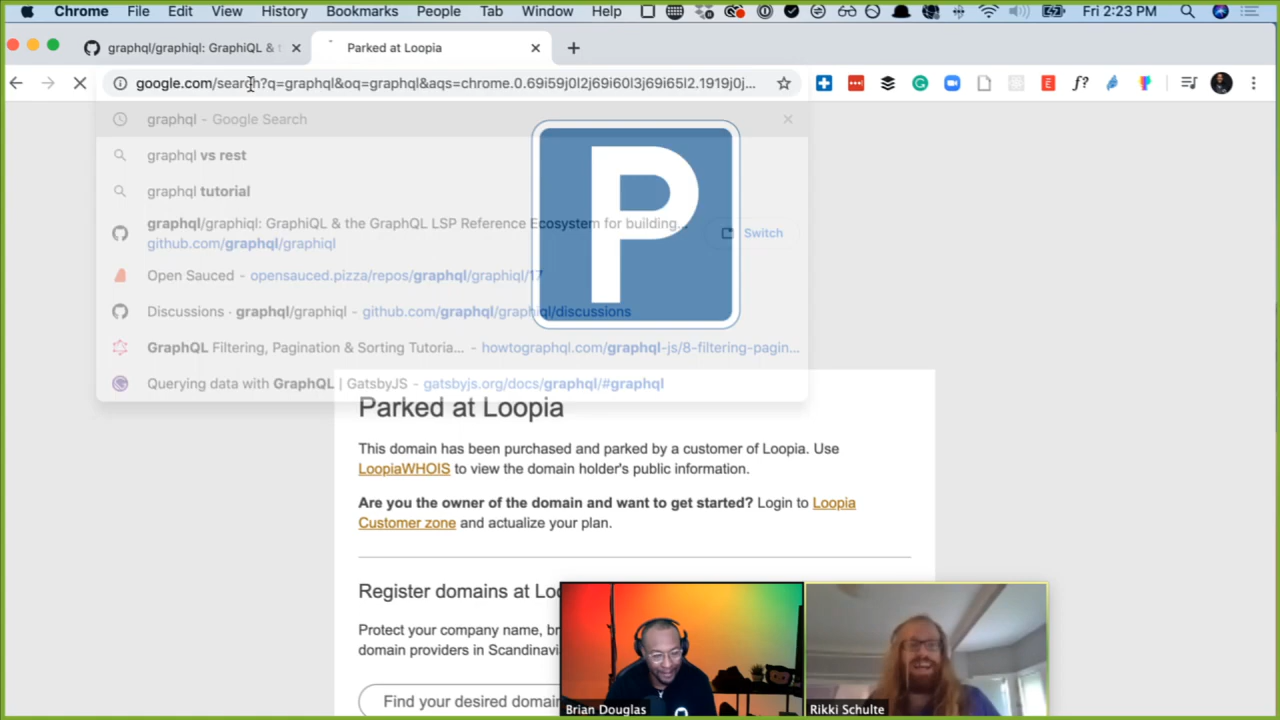 Chrome File Edit View History Bookmarks People Tab Window Help Fri 2:23 PM
graphql/graphiql: GraphiQL & t
Parked at Loopia
google.com/search?q=graphql&oq=graphql&aqs=chrome.0.69i59j0l2j69i60l3j69i65l2.1919j0j...
graphql - Google Search
graphql vs rest
graphql tutorial
graphql/graphiql: GraphiQL & the GraphQL LSP Reference Ecosystem for building...
github.com/graphql/graphiql
Switch
Open Sauced - opensauced.pizza/repos/graphql/graphiql/17
Discussions · graphql/graphiql - github.com/graphql/graphiql/discussions
GraphQL Filtering, Pagination & Sorting Tutoria... - howtographql.com/graphql-js/8-filtering-pagin...
Querying data with GraphQL | GatsbyJS - gatsbyjs.org/docs/graphql/#graphql
P
Parked at Loopia
This domain has been purchased and parked by a customer of Loopia. Use
LoopiaWHOIS to view the domain holder's public information.
Are you the owner of the domain and want to get started? Login to Loopia
Customer zone and actualize your plan.
Register domains at Loo
Protect your company name, br
domain providers in Scandinavi
Find your desired domain
Brian Douglas
Rikki Schulte